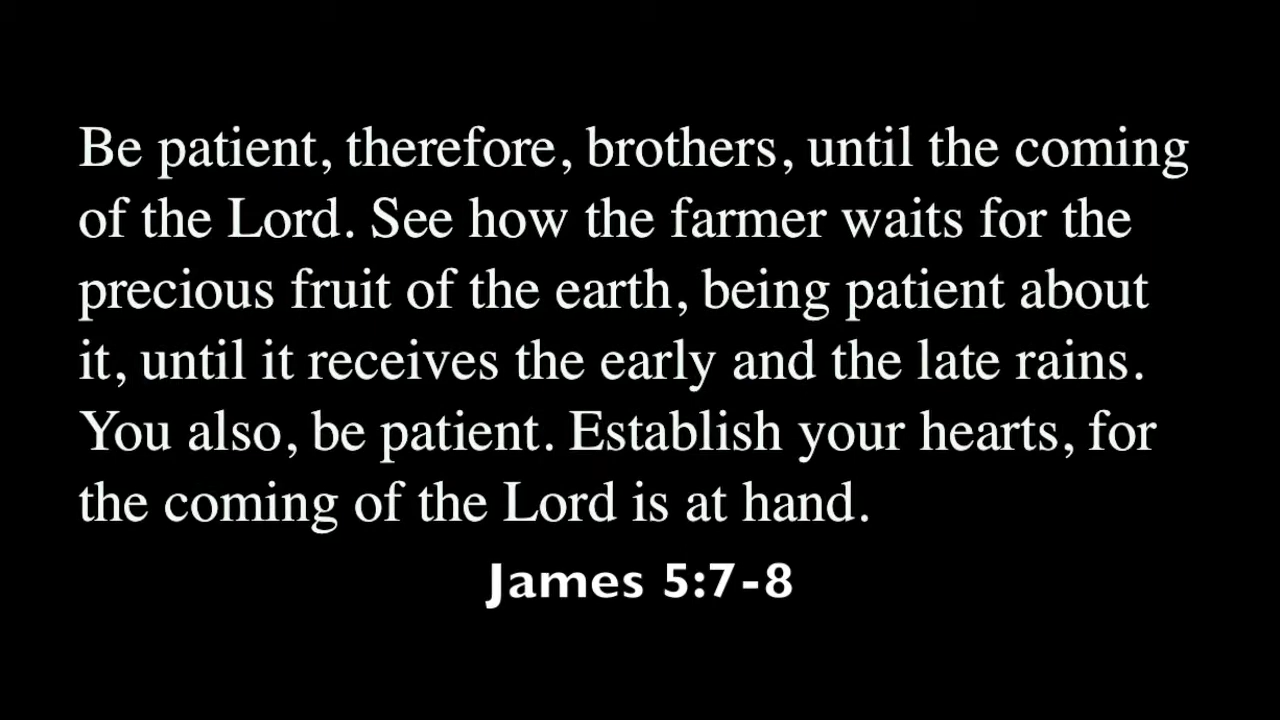 Be patient, therefore, brothers, until the coming
of the Lord. See how the farmer waits for the
precious fruit of the earth, being patient about
it, until it receives the early and the late rains.
You also, be patient. Establish your hearts, for
the coming of the Lord is at hand.
James 5:7-8